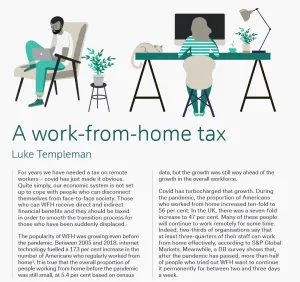 A work-from-home tax
Luke Templeman
For years we have needed a tax on remote
workers – covid has just made it obvious.
Quite simply, our economic system is not set
up to cope with people who can disconnect
themselves from face-to-face society. Those
who can WFH receive direct and indirect
financial benefits and they should be taxed
in order to smooth the transition process for
those who have been suddenly displaced.
The popularity of WFH was growing even before
the pandemic. Between 2005 and 2018, internet
technology fuelled a 173 per cent increase in the
number of Americans who regularly worked from
home¹. It is true that the overall proportion of
people working from home before the pandemic
was still small, at 5.4 per cent based on census
data, but the growth was still way ahead of the
growth in the overall workforce.
Covid has turbocharged that growth. During
the pandemic, the proportion of Americans
who worked from home increased ten-fold to
56 per cent. In the UK, there was a seven-fold
increase to 47 per cent. Many of these people
will continue to work remotely for some time.
Indeed, two-thirds of organisations say that
at least three-quarters of their staff can work
from home effectively, according to S&P Global
Markets. Meanwhile, a DB survey shows that,
after the pandemic has passed, more than half
of people who tried out WFH want to continue
it permanently for between two and three days
a week.